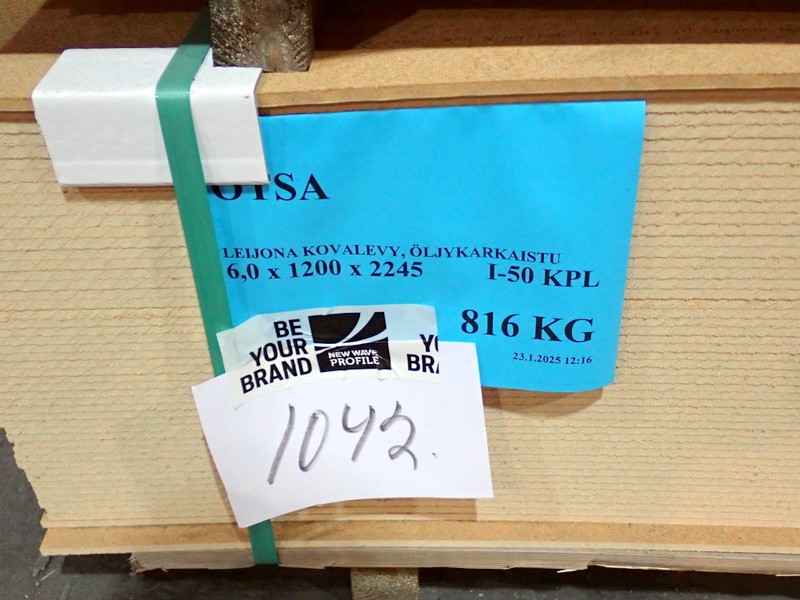 OTSA
LEIJONA KOVALEVY, ÖLJYKARKAISTU
6,0 x 1200 x 2245 I-50 KPL
816 KG
23.1.2025 12:16
BE
YOUR
BRAND
NEW WAVE
PROFILE
1042.